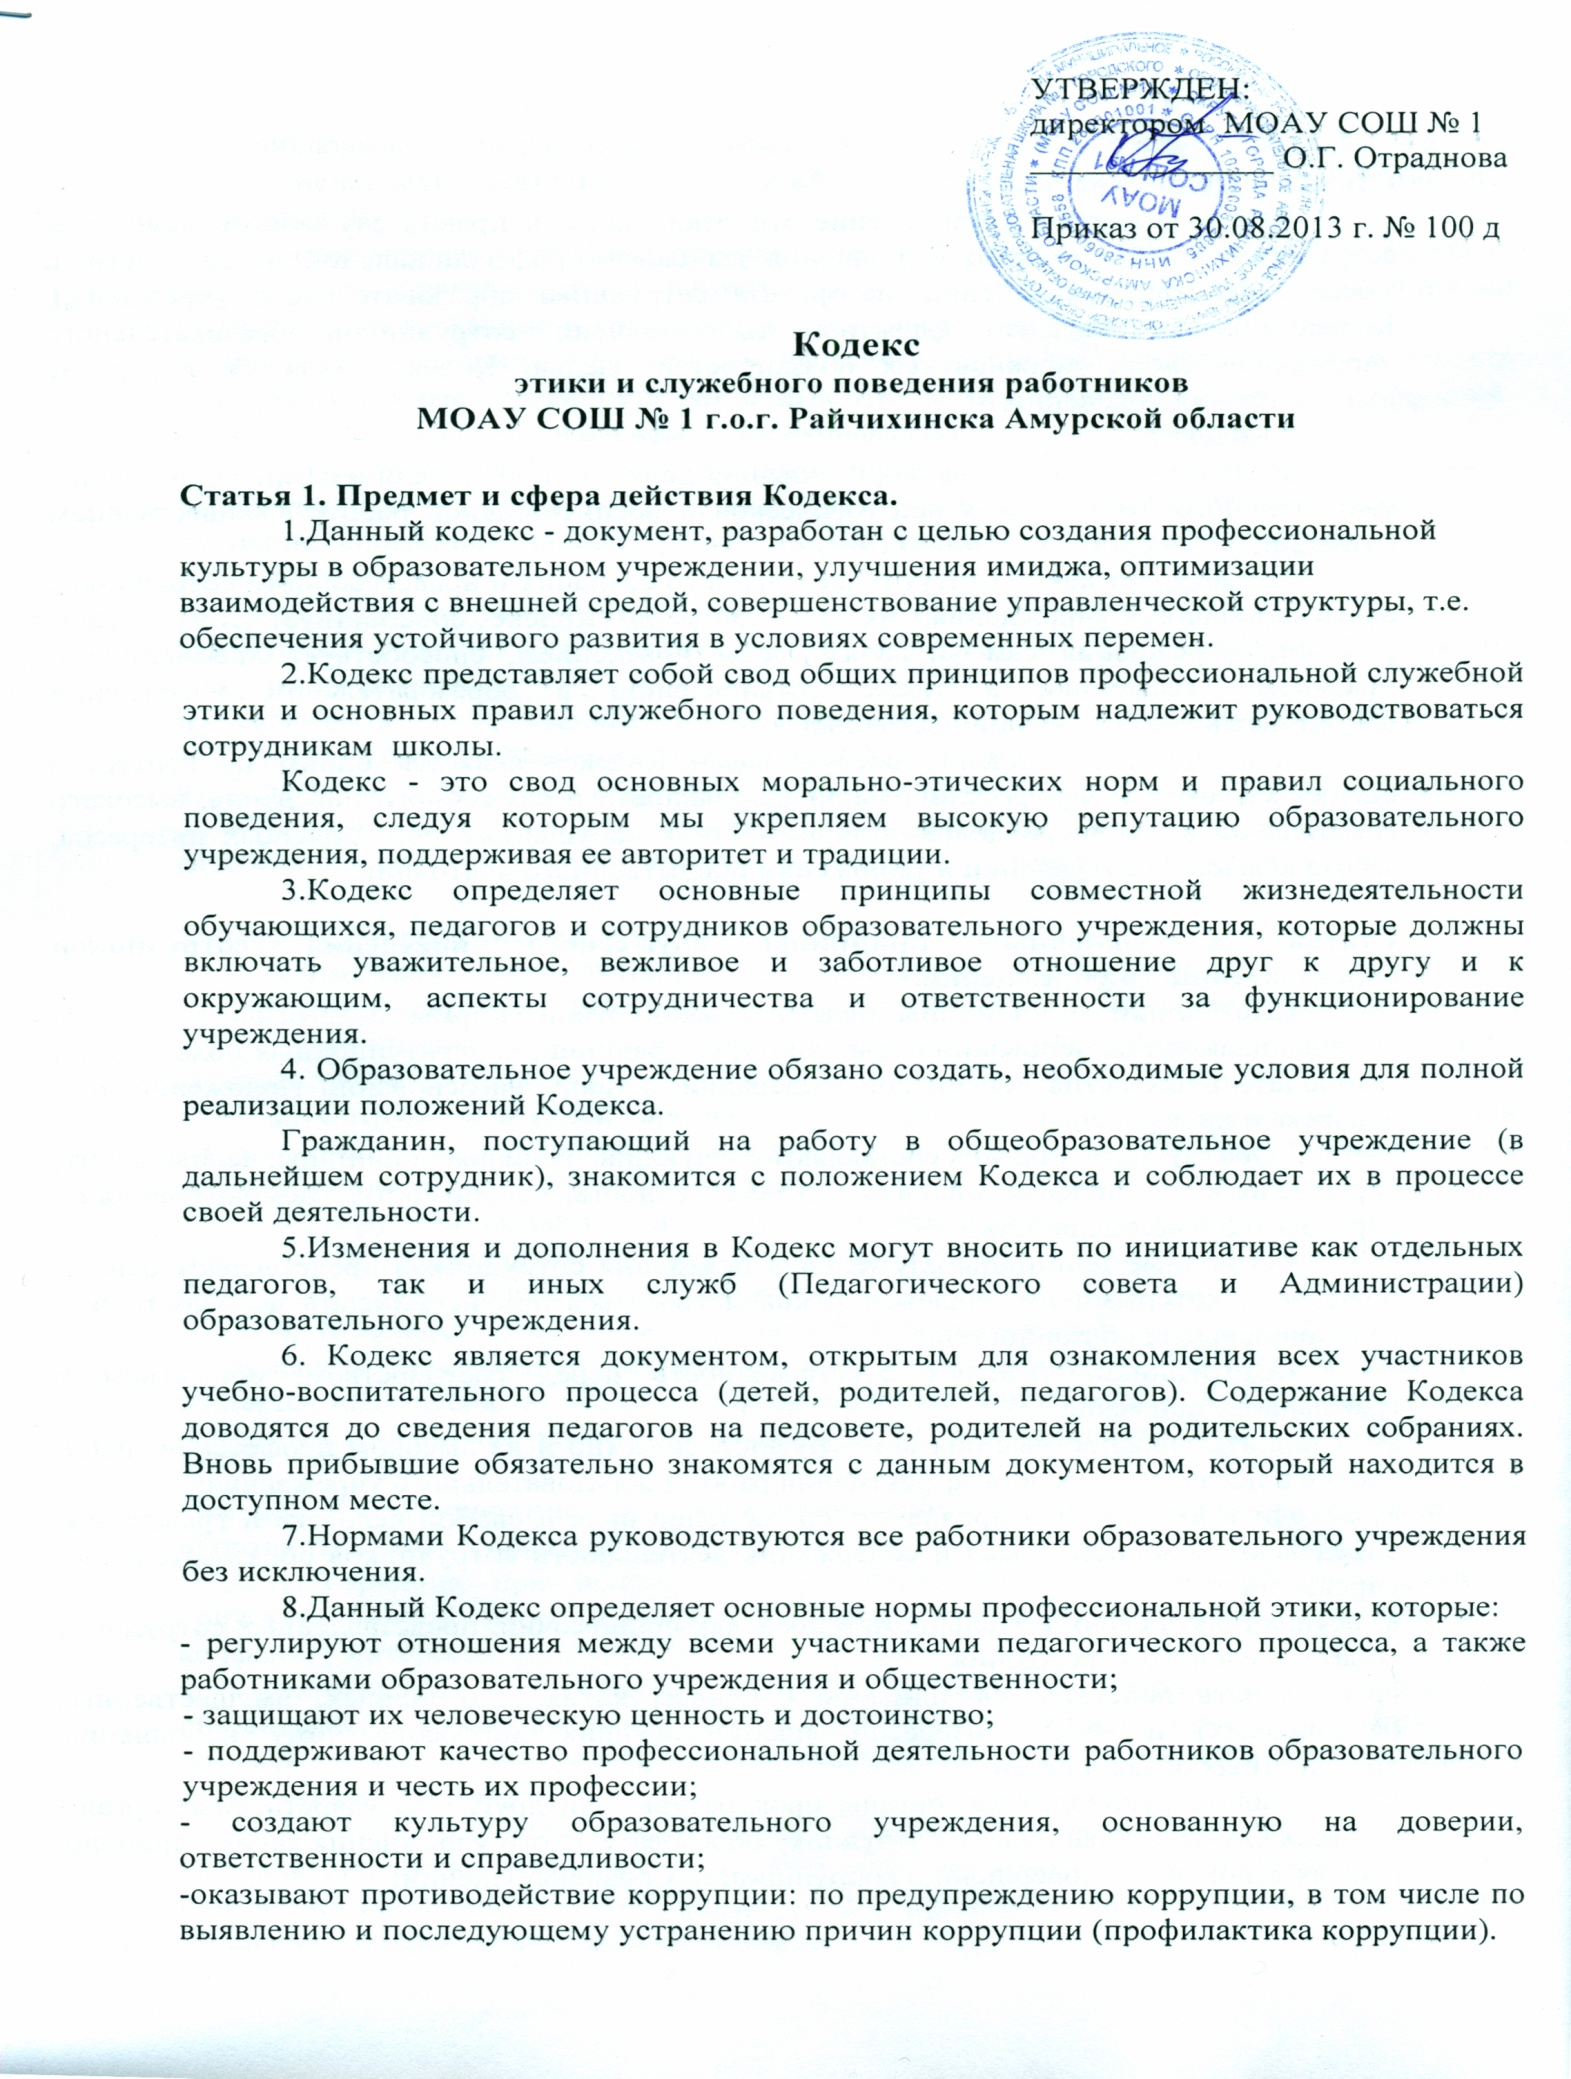 УТВЕРЖДЕН:
директором МОАУ СОШ № 1
_______________ О.Г. Отраднова
Приказ от 30.08.2013 г. № 100 д
МОАУ
СОШ №1
Кодекс
этики и служебного поведения работников
МОАУ СОШ № 1 г.о.г. Райчихинска Амурской области
Статья 1. Предмет и сфера действия Кодекса.
1.Данный кодекс - документ, разработан с целью создания профессиональной
культуры в образовательном учреждении, улучшения имиджа, оптимизации
взаимодействия с внешней средой, совершенствование управленческой структуры, т.е.
обеспечения устойчивого развития в условиях современных перемен.
2.Кодекс представляет собой свод общих принципов профессиональной служебной
этики и основных правил служебного поведения, которым надлежит руководствоваться
сотрудникам школы.
Кодекс - это свод основных морально-этических норм и правил социального
поведения, следуя которым мы укрепляем высокую репутацию образовательного
учреждения, поддерживая ее авторитет и традиции.
3.Кодекс определяет основные принципы совместной жизнедеятельности
обучающихся, педагогов и сотрудников образовательного учреждения, которые должны
включать уважительное, вежливое и заботливое отношение друг к другу и к
окружающим, аспекты сотрудничества и ответственности за функционирование
учреждения.
4. Образовательное учреждение обязано создать, необходимые условия для полной
реализации положений Кодекса.
Гражданин, поступающий на работу в общеобразовательное учреждение (в
дальнейшем сотрудник), знакомится с положением Кодекса и соблюдает их в процессе
своей деятельности.
5.Изменения и дополнения в Кодекс могут вносить по инициативе как отдельных
педагогов, так и иных служб (Педагогического совета и Администрации)
образовательного учреждения.
6. Кодекс является документом, открытым для ознакомления всех участников
учебно-воспитательного процесса (детей, родителей, педагогов). Содержание Кодекса
доводятся до сведения педагогов на педсовете, родителей на родительских собраниях.
Вновь прибывшие обязательно знакомятся с данным документом, который находится в
доступном месте.
7.Нормами Кодекса руководствуются все работники образовательного учреждения
без исключения.
8.Данный Кодекс определяет основные нормы профессиональной этики, которые:
- регулируют отношения между всеми участниками педагогического процесса, а также
работниками образовательного учреждения и общественности;
- защищают их человеческую ценность и достоинство;
- поддерживают качество профессиональной деятельности работников образовательного
учреждения и честь их профессии;
- создают культуру образовательного учреждения, основанную на доверии,
ответственности и справедливости;
-оказывают противодействие коррупции: по предупреждению коррупции, в том числе по
выявлению и последующему устранению причин коррупции (профилактика коррупции).